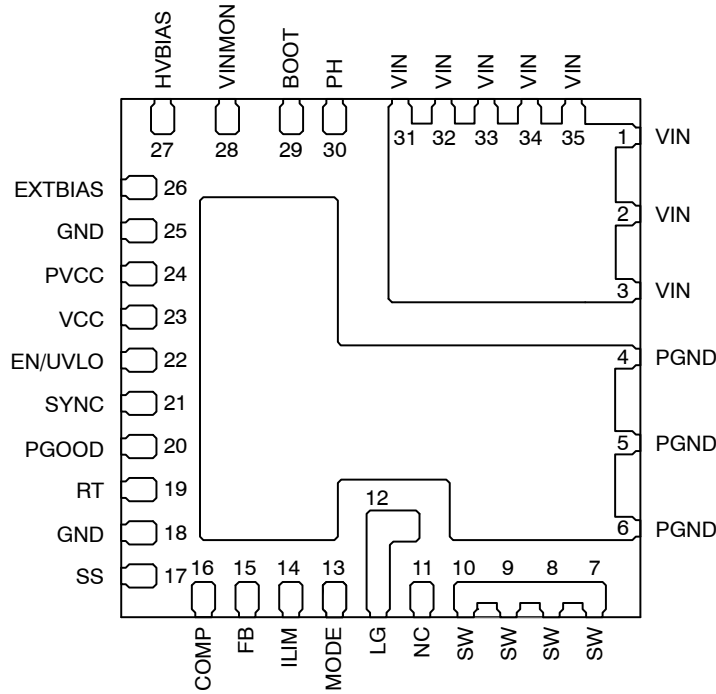 HVBIAS
VINMON
BOOT
PH
VIN
VIN
VIN
VIN
VIN
27
28
29
30
31
32
33
34
35
1 VIN
2 VIN
3 VIN
4 PGND
5 PGND
6 PGND
EXTBIAS 26
GND 25
PVCC 24
VCC 23
EN/UVLO 22
SYNC 21
PGOOD 20
RT 19
GND 18
SS 17
12
16
15
14
13
11
10
9
8
7
COMP
FB
ILIM
MODE
LG
NC
SW
SW
SW
SW